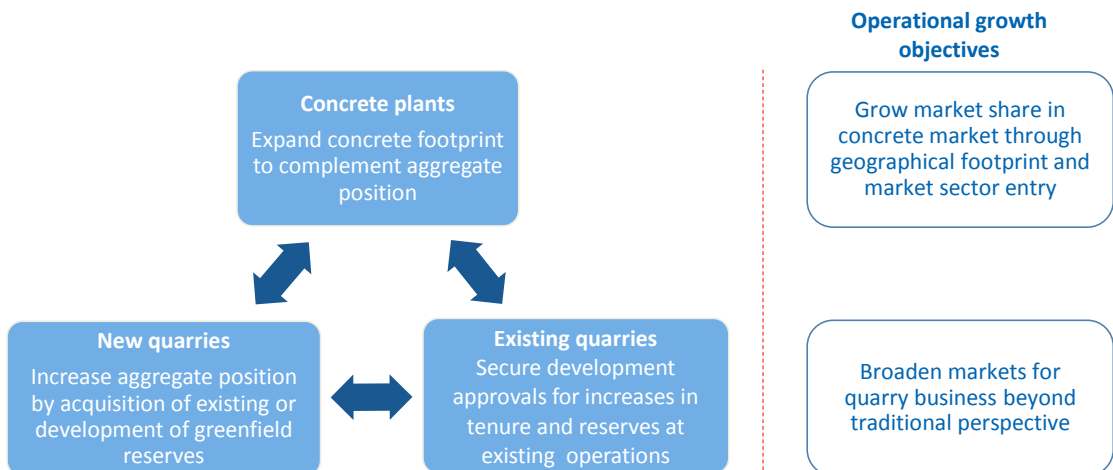 Operational growth
objectives
Concrete plants
Expand concrete footprint
to complement aggregate
position
Grow market share in
concrete market through
geographical footprint and
market sector entry
New quarries
Increase aggregate position
by acquisition of existing or
development of greenfield
reserves
Existing quarries
Secure development
approvals for increases in
tenure and reserves at
existing operations
Broaden markets for
quarry business beyond
traditional perspective